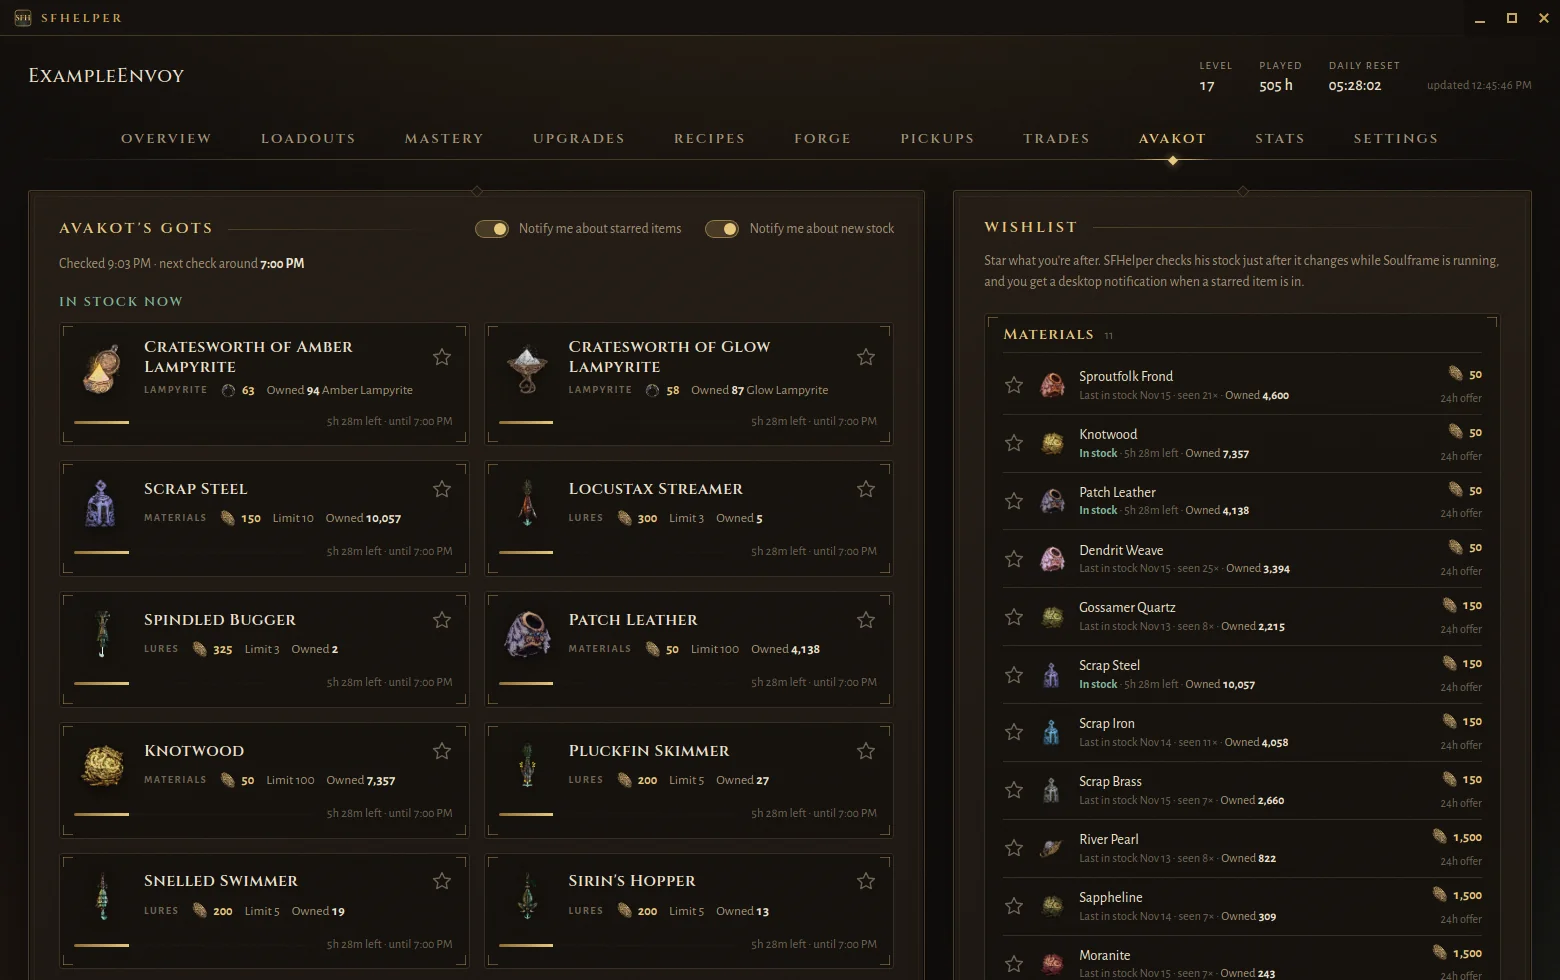 SFH SFHELPER
ExampleEnvoy
LEVEL
17
PLAYED
505 h
DAILY RESET
05:28:02
updated 12:45:46 PM
OVERVIEW LOADOUTS MASTERY UPGRADES RECIPES FORGE PICKUPS TRADES AVAKOT STATS SETTINGS
AVAKOT'S GOTS
Notify me about starred items
Notify me about new stock
Checked 9:03 PM · next check around 7:00 PM
IN STOCK NOW
Cratesworth of Amber
Lampyrite
LAMPYRITE 63 Owned 94 Amber Lampyrite
5h 28m left · until 7:00 PM
Cratesworth of Glow
Lampyrite
LAMPYRITE 58 Owned 87 Glow Lampyrite
5h 28m left · until 7:00 PM
Scrap Steel
MATERIALS 150 Limit 10 Owned 10,057
5h 28m left · until 7:00 PM
Locustax Streamer
LURES 300 Limit 3 Owned 5
5h 28m left · until 7:00 PM
Spindled Bugger
LURES 325 Limit 3 Owned 2
5h 28m left · until 7:00 PM
Patch Leather
MATERIALS 50 Limit 100 Owned 4,138
5h 28m left · until 7:00 PM
Knotwood
MATERIALS 50 Limit 100 Owned 7,357
5h 28m left · until 7:00 PM
Pluckfin Skimmer
LURES 200 Limit 5 Owned 27
5h 28m left · until 7:00 PM
Snelled Swimmer
LURES 200 Limit 5 Owned 19
5h 28m left · until 7:00 PM
Sirin's Hopper
LURES 200 Limit 5 Owned 13
5h 28m left · until 7:00 PM
WISHLIST
Star what you're after. SFHelper checks his stock just after it changes while Soulframe is running,
and you get a desktop notification when a starred item is in.
Materials 11
Sproutfolk Frond 50
Last in stock Nov 15 · seen 21× · Owned 4,600 24h offer
Knotwood 50
In stock · 5h 28m left · Owned 7,357 24h offer
Patch Leather 50
In stock · 5h 28m left · Owned 4,138 24h offer
Dendrit Weave 50
Last in stock Nov 15 · seen 25× · Owned 3,394 24h offer
Gossamer Quartz 150
Last in stock Nov 13 · seen 8× · Owned 2,215 24h offer
Scrap Steel 150
In stock · 5h 28m left · Owned 10,057 24h offer
Scrap Iron 150
Last in stock Nov 14 · seen 11× · Owned 4,058 24h offer
Scrap Brass 150
Last in stock Nov 15 · seen 7× · Owned 2,660 24h offer
River Pearl 1,500
Last in stock Nov 13 · seen 8× · Owned 822 24h offer
Sappheline 1,500
Last in stock Nov 14 · seen 7× · Owned 309 24h offer
Moranite 1,500
Last in stock Nov 15 · seen 7× · Owned 243 24h offer